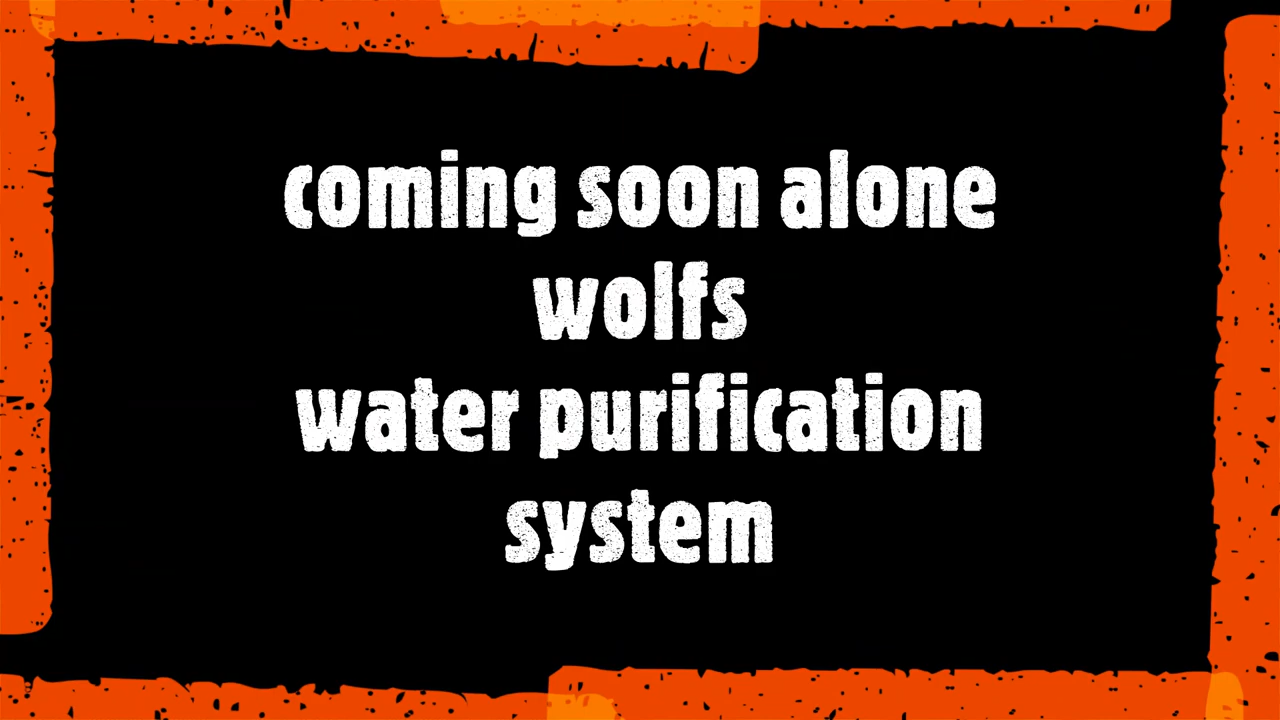 coming soon alone
wolfs
water purification
system